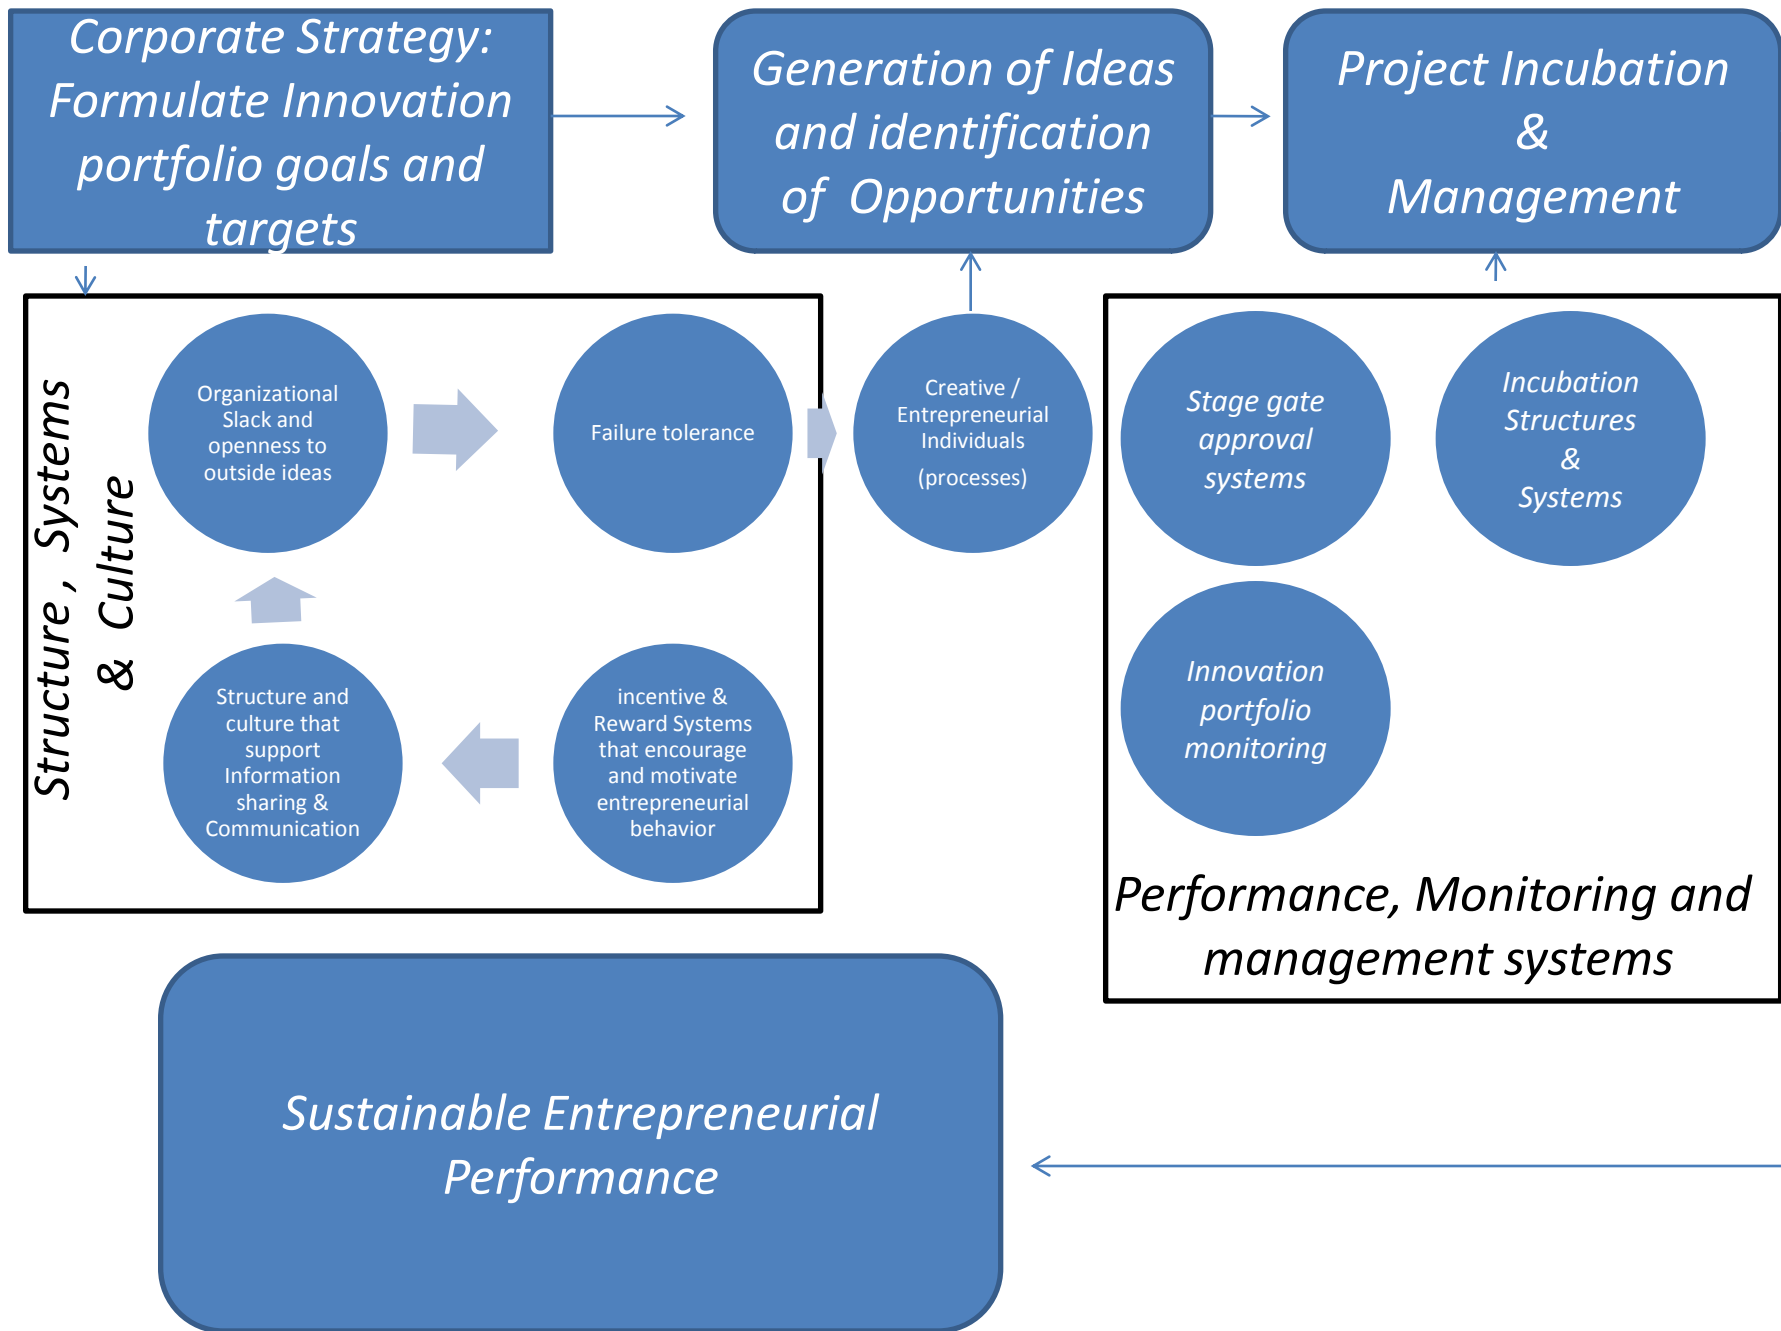 Corporate Strategy:
Formulate Innovation
portfolio goals and
targets
Generation of Ideas
and identification
of Opportunities
Project Incubation
&
Management
Structure , Systems
& Culture
Organizational
Slack and
openness to
outside ideas
Failure tolerance
Creative /
Entrepreneurial
Individuals
(processes)
Structure and
culture that
support
Information
sharing &
Communication
incentive &
Reward Systems
that encourage
and motivate
entrepreneurial
behavior
Stage gate
approval
systems
Incubation
Structures
&
Systems
Innovation
portfolio
monitoring
Performance, Monitoring and
management systems
Sustainable Entrepreneurial
Performance